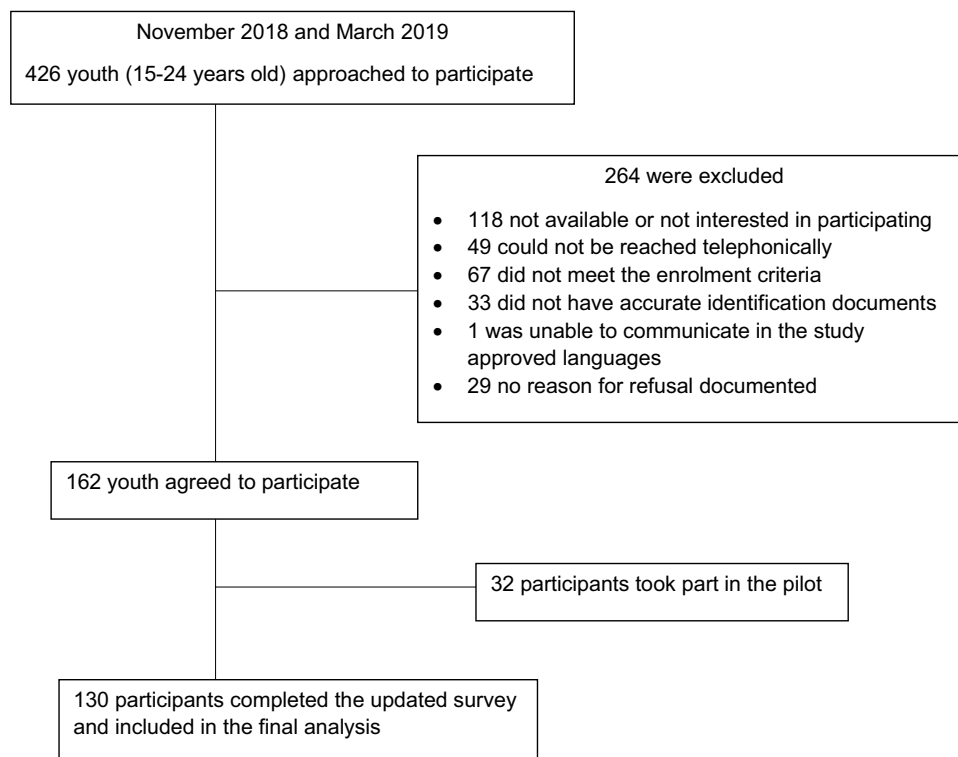 November 2018 and March 2019
426 youth (15-24 years old) approached to participate
264 were excluded
• 118 not available or not interested in participating
• 49 could not be reached telephonically
• 67 did not meet the enrolment criteria
• 33 did not have accurate identification documents
• 1 was unable to communicate in the study
approved languages
• 29 no reason for refusal documented
162 youth agreed to participate
32 participants took part in the pilot
130 participants completed the updated survey
and included in the final analysis